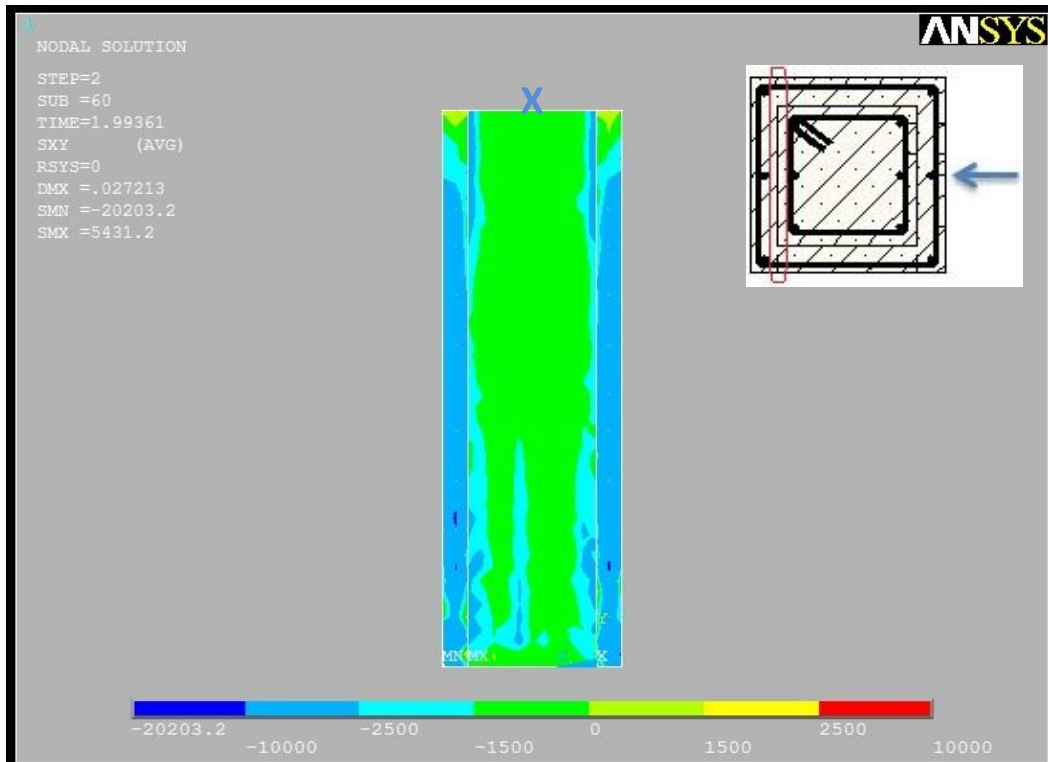 1
ANSYS
NODAL SOLUTION
STEP=2
SUB =60
TIME=1.99361
SXY (AVG)
RSYS=0
DMX =.027213
SMN =-20203.2
SMX =5431.2
X
Y
MN MX Z X
-20203.2 -2500 0 2500
-10000 -1500 1500 10000